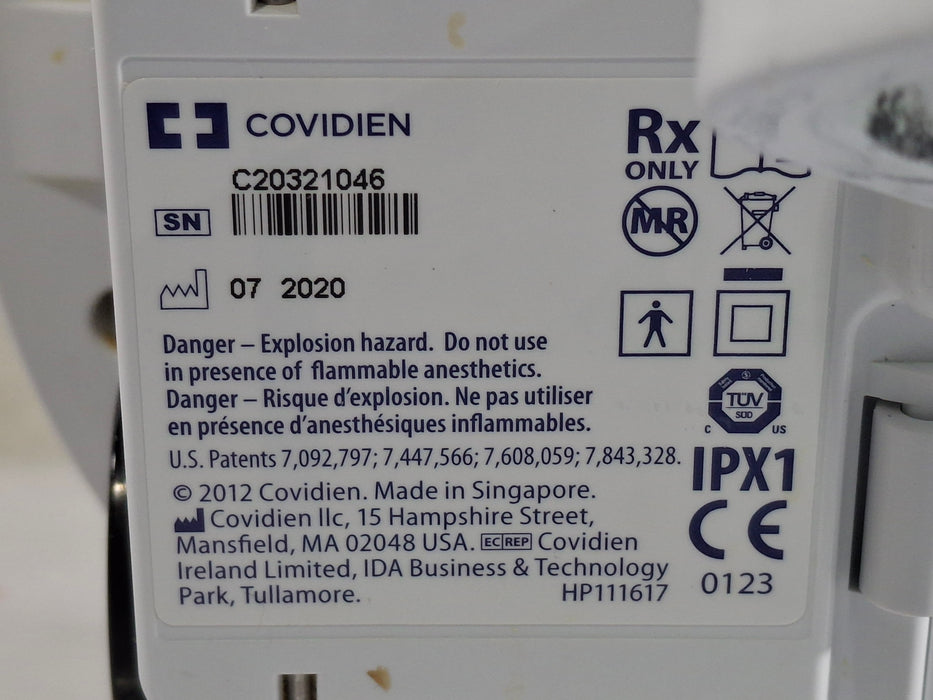 COVIDIEN
C20321046
SN
07 2020
Danger – Explosion hazard. Do not use
in presence of flammable anesthetics.
Danger – Risque d'explosion. Ne pas utiliser
en présence d'anesthésiques inflammables.
U.S. Patents 7,092,797; 7,447,566; 7,608,059; 7,843,328.
© 2012 Covidien. Made in Singapore.
Covidien llc, 15 Hampshire Street,
Mansfield, MA 02048 USA. EC REP Covidien
Ireland Limited, IDA Business & Technology
Park, Tullamore. HP111617
Rx
ONLY
MR
TÜV
SÜD
C US
IPX1
CE
0123